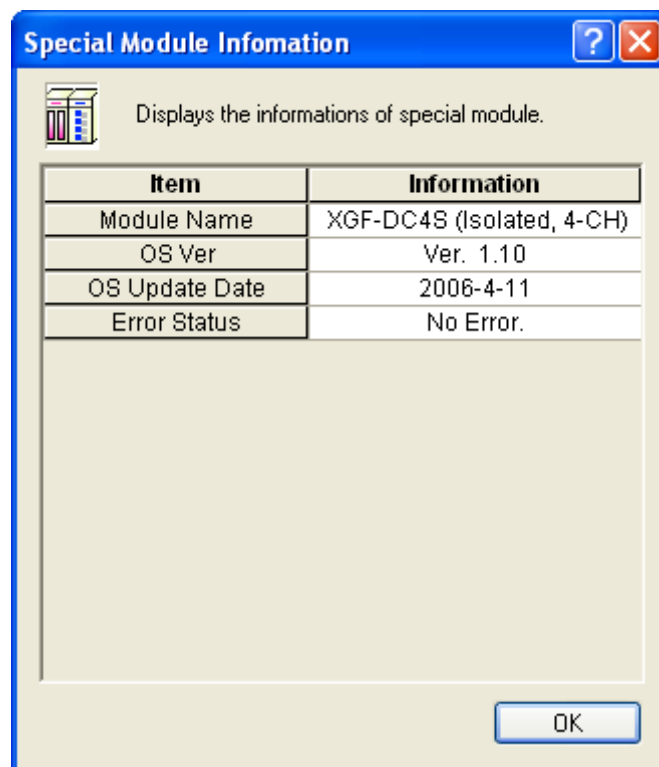 Special Module Infomation
Displays the informations of special module.
Item Information
Module Name XGF-DC4S (Isolated, 4-CH)
OS Ver Ver. 1.10
OS Update Date 2006-4-11
Error Status No Error.
OK